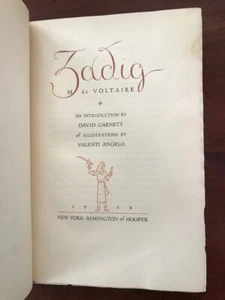 Zadig
M de VOLTAIRE
AN INTRODUCTION BY
DAVID GARNETT
& ILLUSTRATIONS BY
VALENTI ANGELO
1929
NEW YORK: RIMINGTON & HOOPER